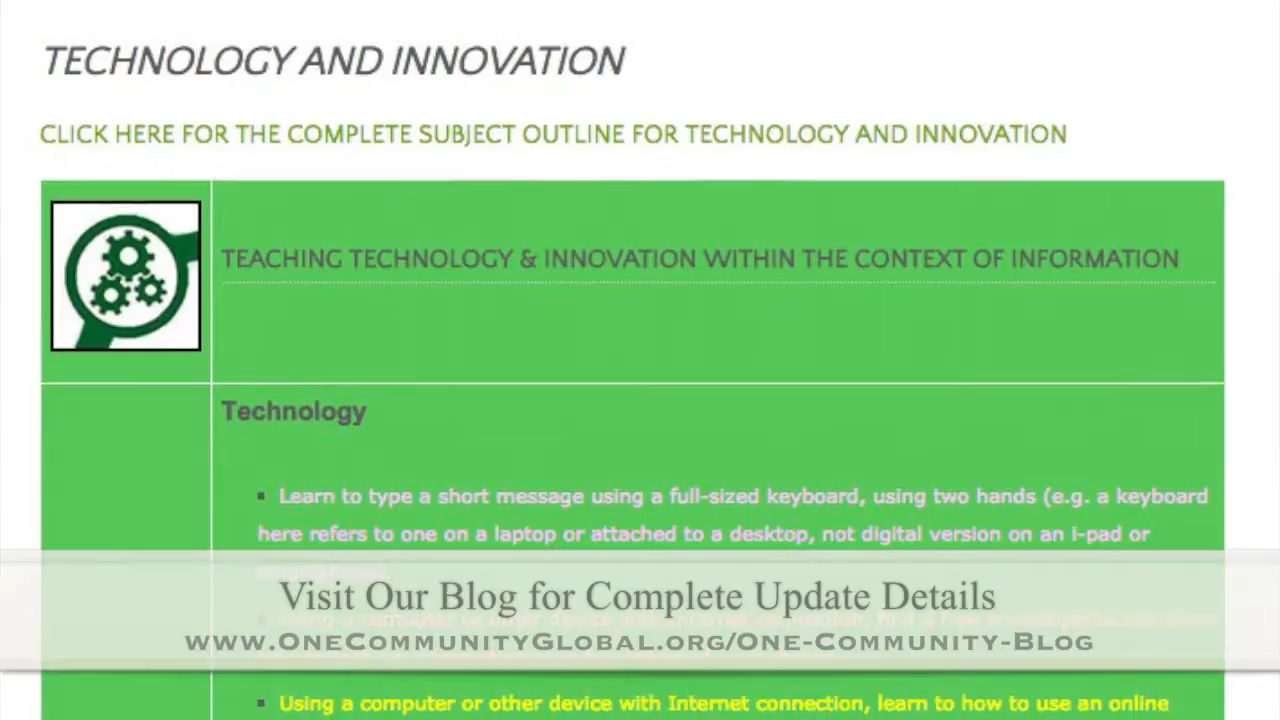 TECHNOLOGY AND INNOVATION
CLICK HERE FOR THE COMPLETE SUBJECT OUTLINE FOR TECHNOLOGY AND INNOVATION
TEACHING TECHNOLOGY & INNOVATION WITHIN THE CONTEXT OF INFORMATION
Technology
▪ Learn to type a short message using a full-sized keyboard, using two hands (e.g. a keyboard
here refers to one on a laptop or attached to a desktop, not digital version on an i-pad or
Visit Our Blog for Complete Update Details
www.OneCommunityGlobal.org/One-Community-Blog
▪ Using a computer or other device with Internet connection, learn to how to use an online